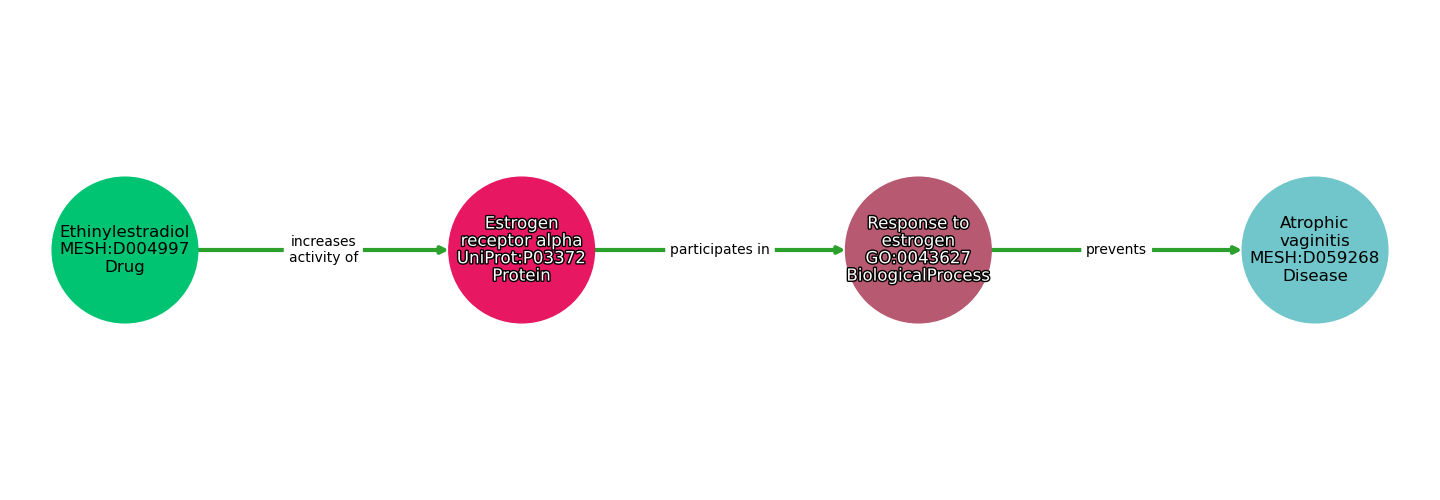 Ethinylestradiol
MESH:D004997
Drug
increases
activity of
Estrogen
receptor alpha
UniProt:P03372
Protein
participates in
Response to
estrogen
GO:0043627
BiologicalProcess
prevents
Atrophic
vaginitis
MESH:D059268
Disease